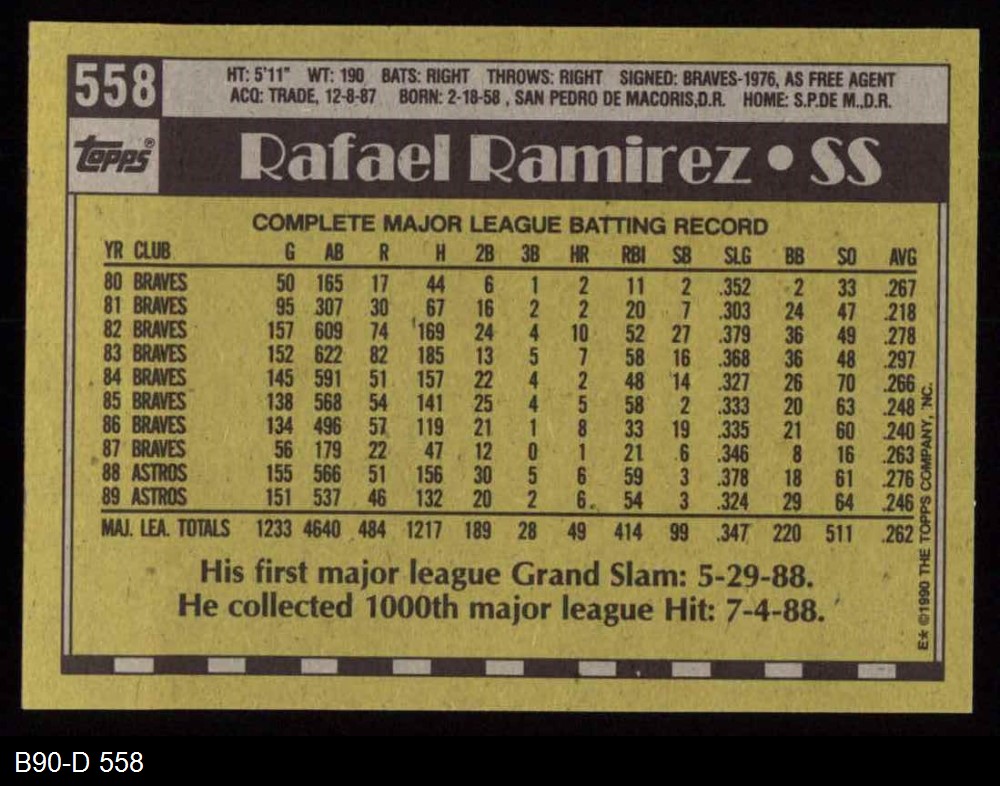 558
HT: 5'11" WT: 190 BATS: RIGHT THROWS: RIGHT SIGNED: BRAVES-1976, AS FREE AGENT
ACQ: TRADE, 12-8-87 BORN: 2-18-58 , SAN PEDRO DE MACORIS,D.R. HOME: S.P.DE M.,D.R.
topps®
Rafael Ramirez • SS
COMPLETE MAJOR LEAGUE BATTING RECORD
YR CLUB G AB R H 2B 3B HR RBI SB SLG BB SO AVG
80 BRAVES 50 165 17 44 6 1 2 11 2 .352 2 33 .267
81 BRAVES 95 307 30 67 16 2 2 20 7 .303 24 47 .218
82 BRAVES 157 609 74 169 24 4 10 52 27 .379 36 49 .278
83 BRAVES 152 622 82 185 13 5 7 58 16 .368 36 48 .297
84 BRAVES 145 591 51 157 22 4 2 48 14 .327 26 70 .266
85 BRAVES 138 568 54 141 25 4 5 58 2 .333 20 63 .248
86 BRAVES 134 496 57 119 21 1 8 33 19 .335 21 60 .240
87 BRAVES 56 179 22 47 12 0 1 21 6 .346 8 16 .263
88 ASTROS 155 566 51 156 30 5 6 59 3 .378 18 61 .276
89 ASTROS 151 537 46 132 20 2 6 54 3 .324 29 64 .246
MAJ. LEA. TOTALS 1233 4640 484 1217 189 28 49 414 99 .347 220 511 .262
His first major league Grand Slam: 5-29-88.
He collected 1000th major league Hit: 7-4-88.
E* ©1990 THE TOPPS COMPANY, INC.
B90-D 558